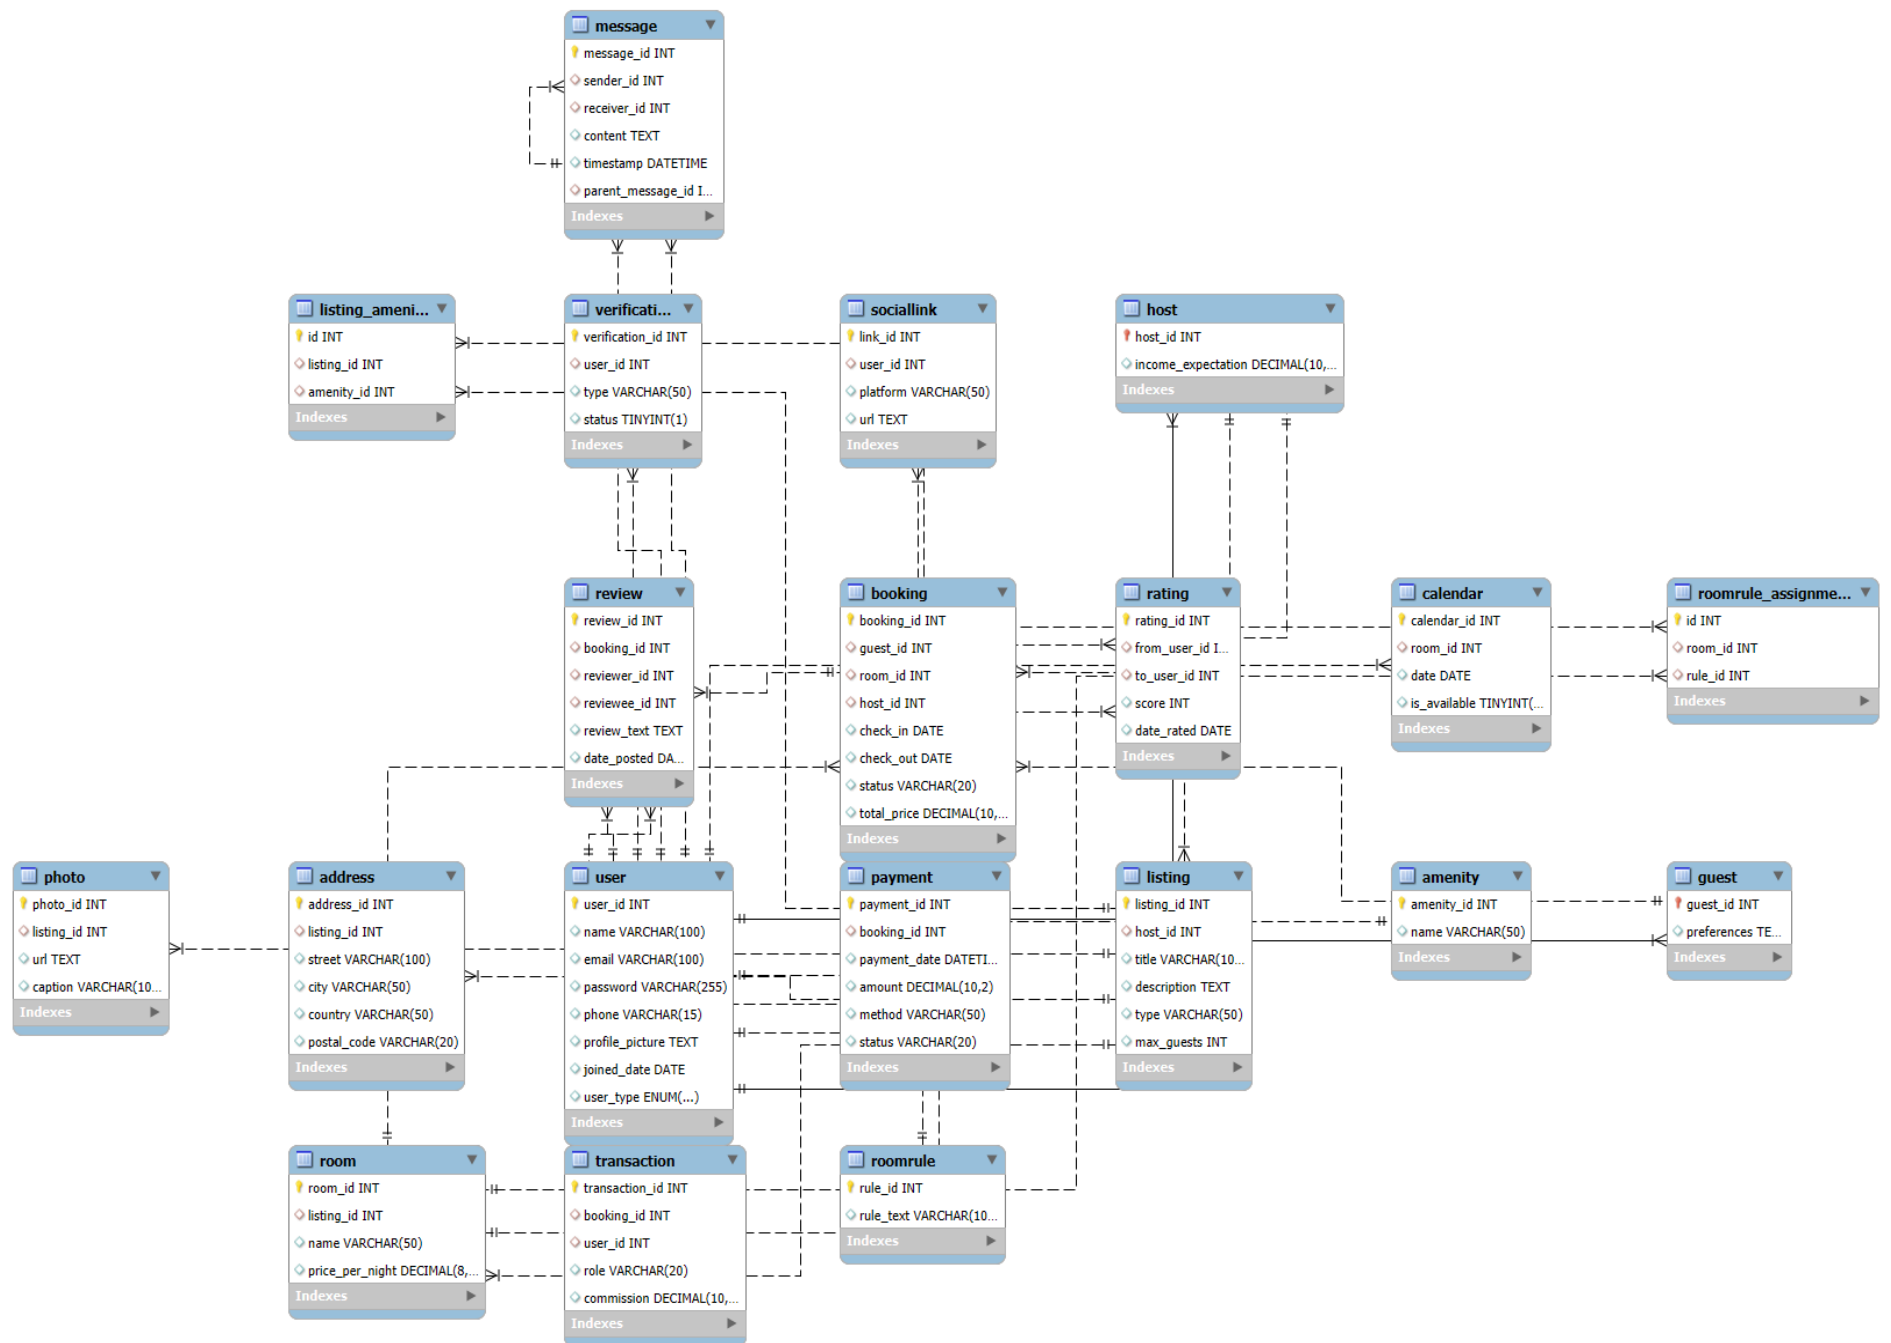 message
message_id INT
sender_id INT
receiver_id INT
content TEXT
timestamp DATETIME
parent_message_id I...
Indexes
listing_ameni...
id INT
listing_id INT
amenity_id INT
Indexes
verificati...
verification_id INT
user_id INT
type VARCHAR(50)
status TINYINT(1)
Indexes
sociallink
link_id INT
user_id INT
platform VARCHAR(50)
url TEXT
Indexes
host
host_id INT
income_expectation DECIMAL(10,...
Indexes
review
review_id INT
booking_id INT
reviewer_id INT
reviewee_id INT
review_text TEXT
date_posted DA...
Indexes
booking
booking_id INT
guest_id INT
room_id INT
host_id INT
check_in DATE
check_out DATE
status VARCHAR(20)
total_price DECIMAL(10,...
Indexes
rating
rating_id INT
from_user_id I...
to_user_id INT
score INT
date_rated DATE
Indexes
calendar
calendar_id INT
room_id INT
date DATE
is_available TINYINT(...
Indexes
roomrule_assignme...
id INT
room_id INT
rule_id INT
Indexes
photo
photo_id INT
listing_id INT
url TEXT
caption VARCHAR(10...
Indexes
address
address_id INT
listing_id INT
street VARCHAR(100)
city VARCHAR(50)
country VARCHAR(50)
postal_code VARCHAR(20)
Indexes
user
user_id INT
name VARCHAR(100)
email VARCHAR(100)
password VARCHAR(255)
phone VARCHAR(15)
profile_picture TEXT
joined_date DATE
user_type ENUM(...)
Indexes
payment
payment_id INT
booking_id INT
payment_date DATETI...
amount DECIMAL(10,2)
method VARCHAR(50)
status VARCHAR(20)
Indexes
listing
listing_id INT
host_id INT
title VARCHAR(10...
description TEXT
type VARCHAR(50)
max_guests INT
Indexes
amenity
amenity_id INT
name VARCHAR(50)
Indexes
guest
guest_id INT
preferences TE...
Indexes
room
room_id INT
listing_id INT
name VARCHAR(50)
price_per_night DECIMAL(8,...
Indexes
transaction
transaction_id INT
booking_id INT
user_id INT
role VARCHAR(20)
commission DECIMAL(10,...
Indexes
roomrule
rule_id INT
rule_text VARCHAR(10...
Indexes